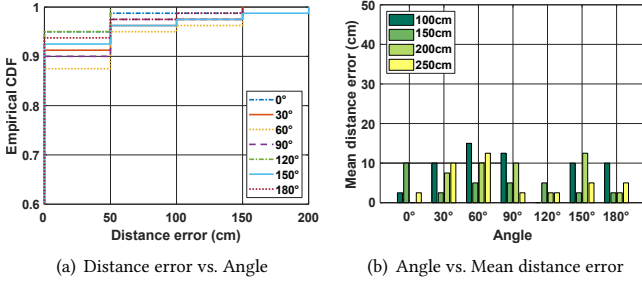 1
0.9
0.8
0.7
0.6
Empirical CDF
0°
30°
60°
90°
120°
150°
180°
0 50 100 150 200
Distance error (cm)
(a) Distance error vs. Angle
50
40
30
20
10
0
Mean distance error (cm)
100cm
150cm
200cm
250cm
0° 30° 60° 90° 120° 150° 180°
Angle
(b) Angle vs. Mean distance error